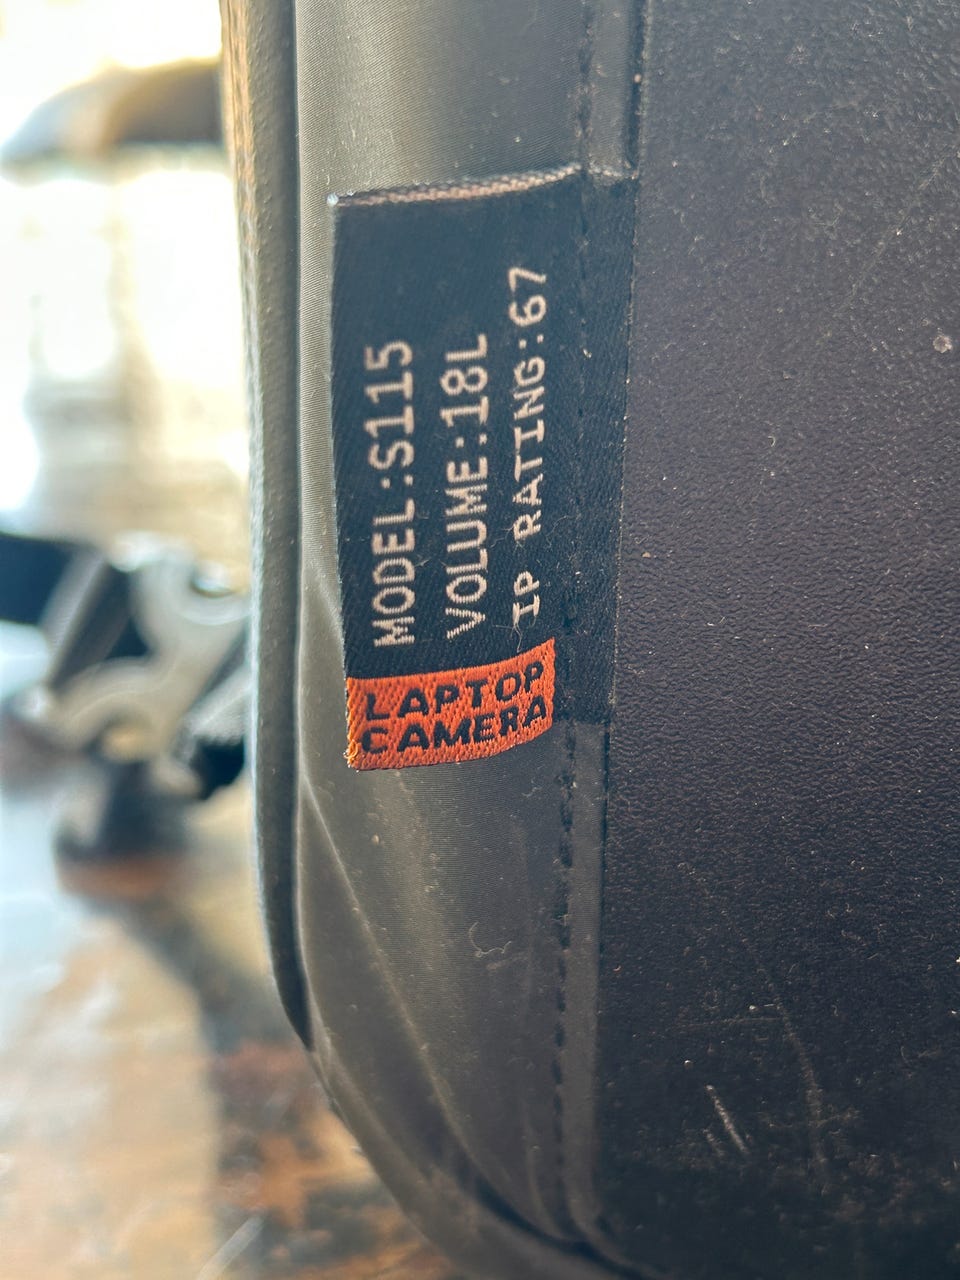 MODEL:S115
VOLUME:18L
IP RATING:67
LAPTOP
CAMERA